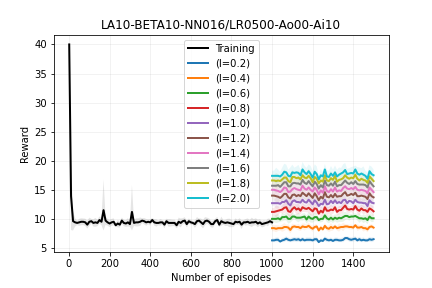 LA10-BETA10-NN016/LR0500-Ao00-Ai10
Reward
40
35
30
25
20
15
10
5
Training
(l=0.2)
(l=0.4)
(l=0.6)
(l=0.8)
(l=1.0)
(l=1.2)
(l=1.4)
(l=1.6)
(l=1.8)
(l=2.0)
0 200 400 600 800 1000 1200 1400
Number of episodes